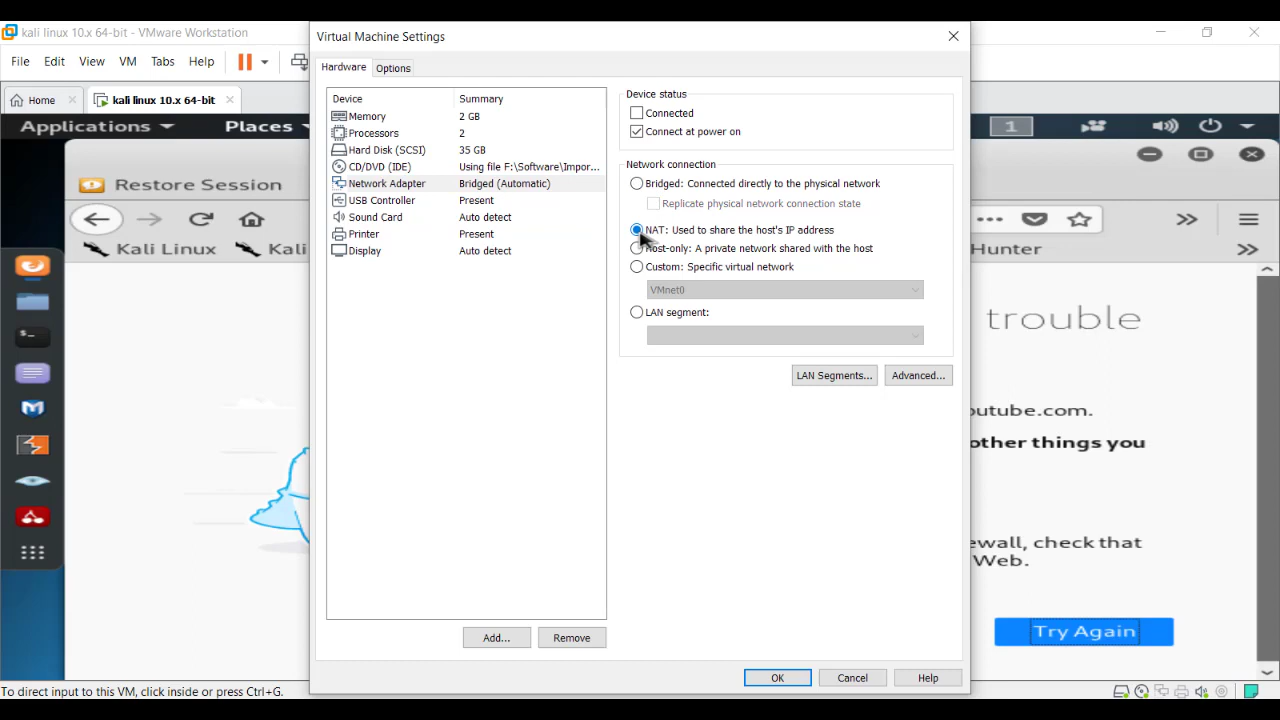 kali linux 10.x 64-bit - VMware Workstation
File Edit View VM Tabs Help
Home kali linux 10.x 64-bit
Applications Places 1
Restore Session
Kali Linux Kali
Virtual Machine Settings
Hardware Options
Device Summary
Memory 2 GB
Processors 2
Hard Disk (SCSI) 35 GB
CD/DVD (IDE) Using file F:\Software\Impor...
Network Adapter Bridged (Automatic)
USB Controller Present
Sound Card Auto detect
Printer Present
Display Auto detect
Add... Remove
Device status
Connected
Connect at power on
Network connection
Bridged: Connected directly to the physical network
Replicate physical network connection state
NAT: Used to share the host's IP address
Host-only: A private network shared with the host
Custom: Specific virtual network
VMnet0
LAN segment:
LAN Segments... Advanced...
OK Cancel Help
Hunter
trouble
outube.com.
other things you
ewall, check that
Web.
Try Again
To direct input to this VM, click inside or press Ctrl+G.